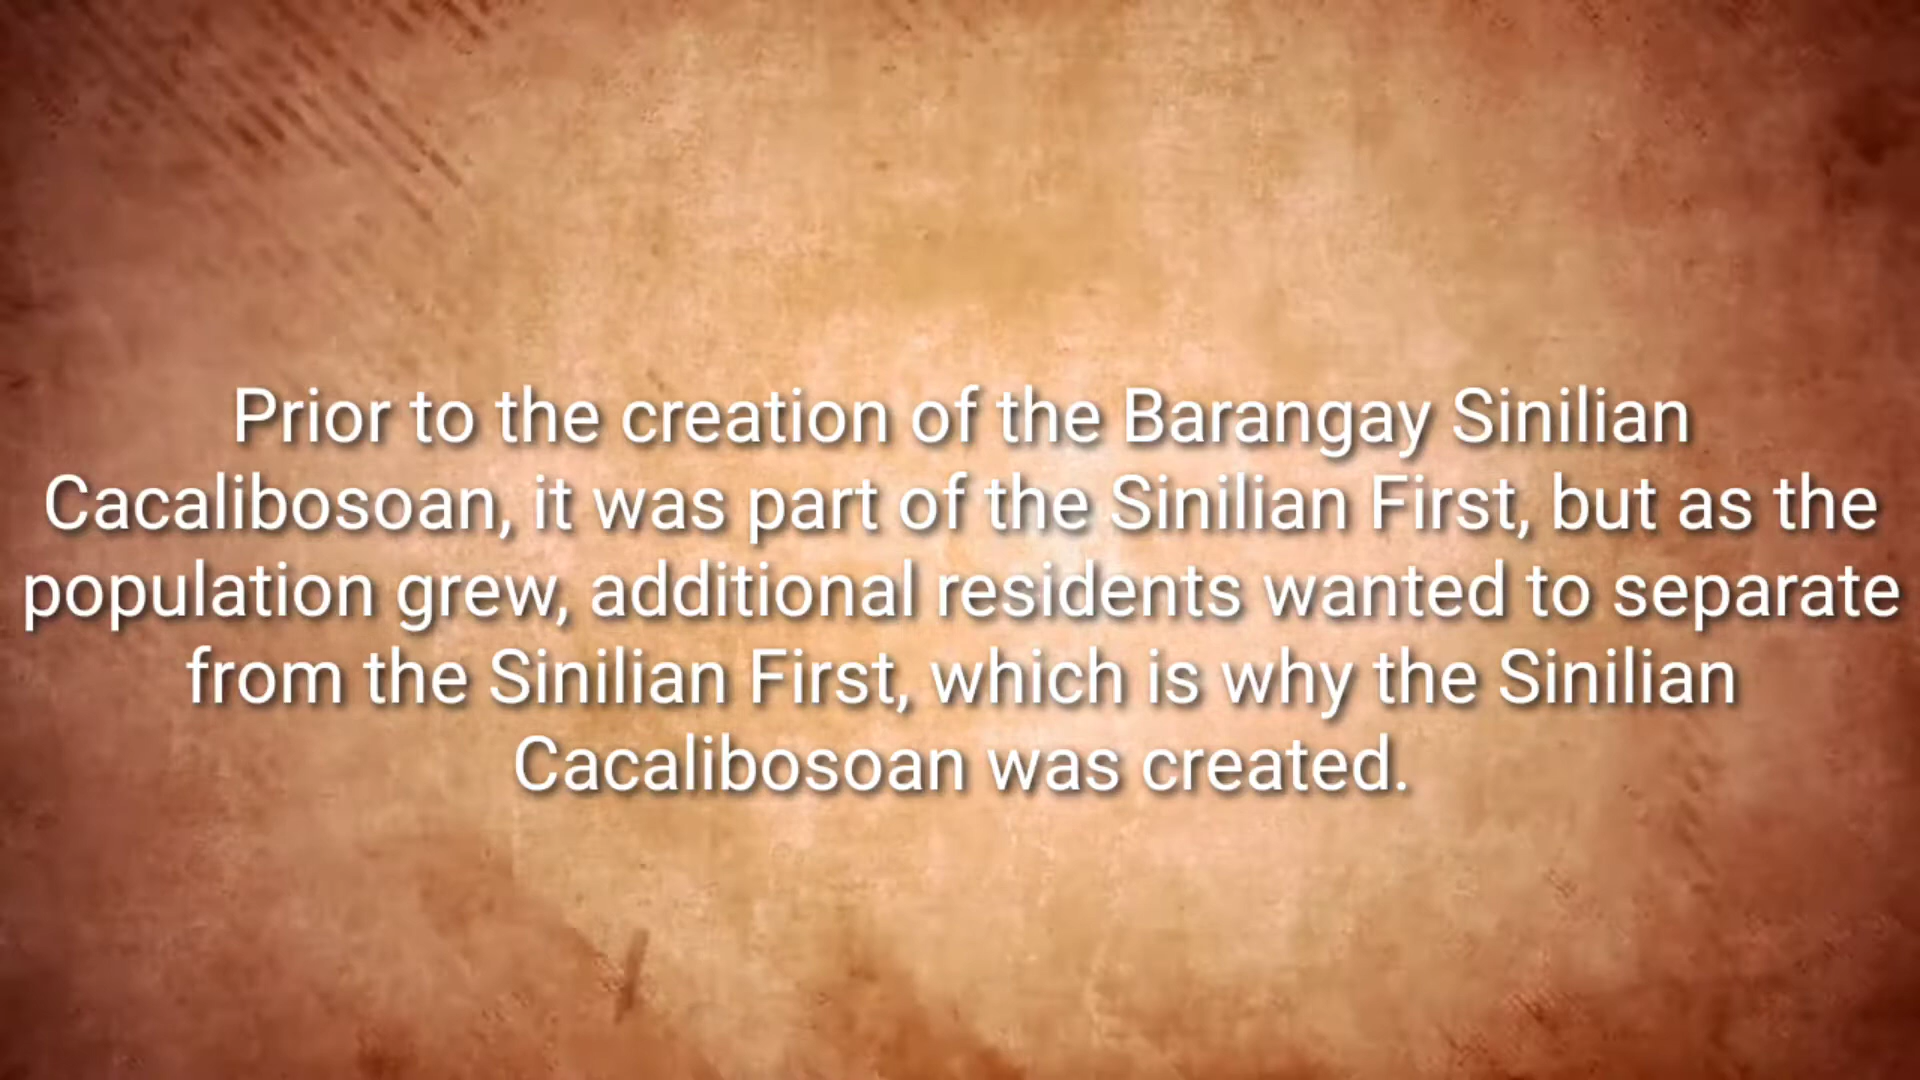 Prior to the creation of the Barangay Sinilian
Cacalibosoan, it was part of the Sinilian First, but as the
population grew, additional residents wanted to separate
from the Sinilian First, which is why the Sinilian
Cacalibosoan was created.